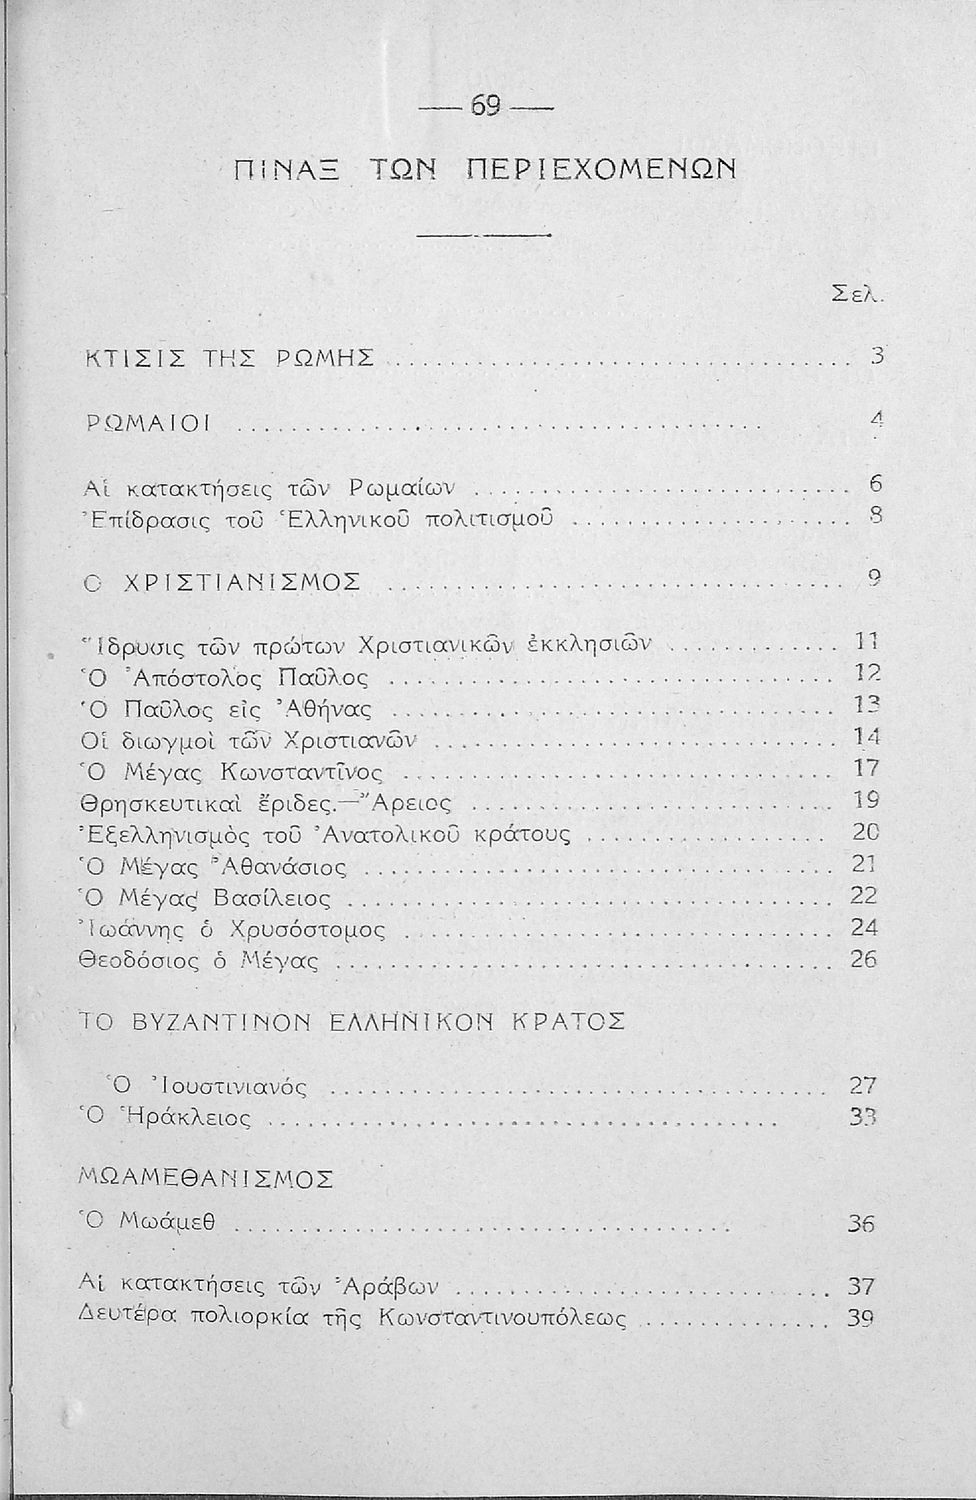 — 69 —
ΠΙΝΑΞ ΤΩΝ ΠΕΡΙΕΧΟΜΕΝΩΝ
Σελ.
ΚΤΙΣΙΣ ΤΗΣ ΡΩΜΗΣ ........ 3
ΡΩΜΑΙΟΙ ........ 4
Αἱ κατακτήσεις τῶν Ρωμαίων ........ 6
Ἐπίδρασις τοῦ Ἑλληνικοῦ πολιτισμοῦ ........ 8
Ο ΧΡΙΣΤΙΑΝΙΣΜΟΣ ........ 9
Ἵδρυσις τῶν πρώτων Χριστιανικῶν ἐκκλησιῶν ........ 11
Ὁ Ἀπόστολος Παῦλος ........ 12
Ὁ Παῦλος εἰς Ἀθήνας ........ 13
Οἱ διωγμοὶ τῶν Χριστιανῶν ........ 14
Ὁ Μέγας Κωνσταντῖνος ........ 17
Θρησκευτικαὶ ἔριδες.—Ἄρειος ........ 19
Ἐξελληνισμὸς τοῦ Ἀνατολικοῦ κράτους ........ 20
Ὁ Μέγας Ἀθανάσιος ........ 21
Ὁ Μέγας Βασίλειος ........ 22
Ἰωάννης ὁ Χρυσόστομος ........ 24
Θεοδόσιος ὁ Μέγας ........ 26
ΤΟ ΒΥΖΑΝΤΙΝΟΝ ΕΛΛΗΝΙΚΟΝ ΚΡΑΤΟΣ
Ὁ Ἰουστινιανός ........ 27
Ὁ Ἡράκλειος ........ 33
ΜΩΑΜΕΘΑΝΙΣΜΟΣ
Ὁ Μωάμεθ ........ 36
Αἱ κατακτήσεις τῶν Ἀράβων ........ 37
Δευτέρα πολιορκία τῆς Κωνσταντινουπόλεως ........ 39